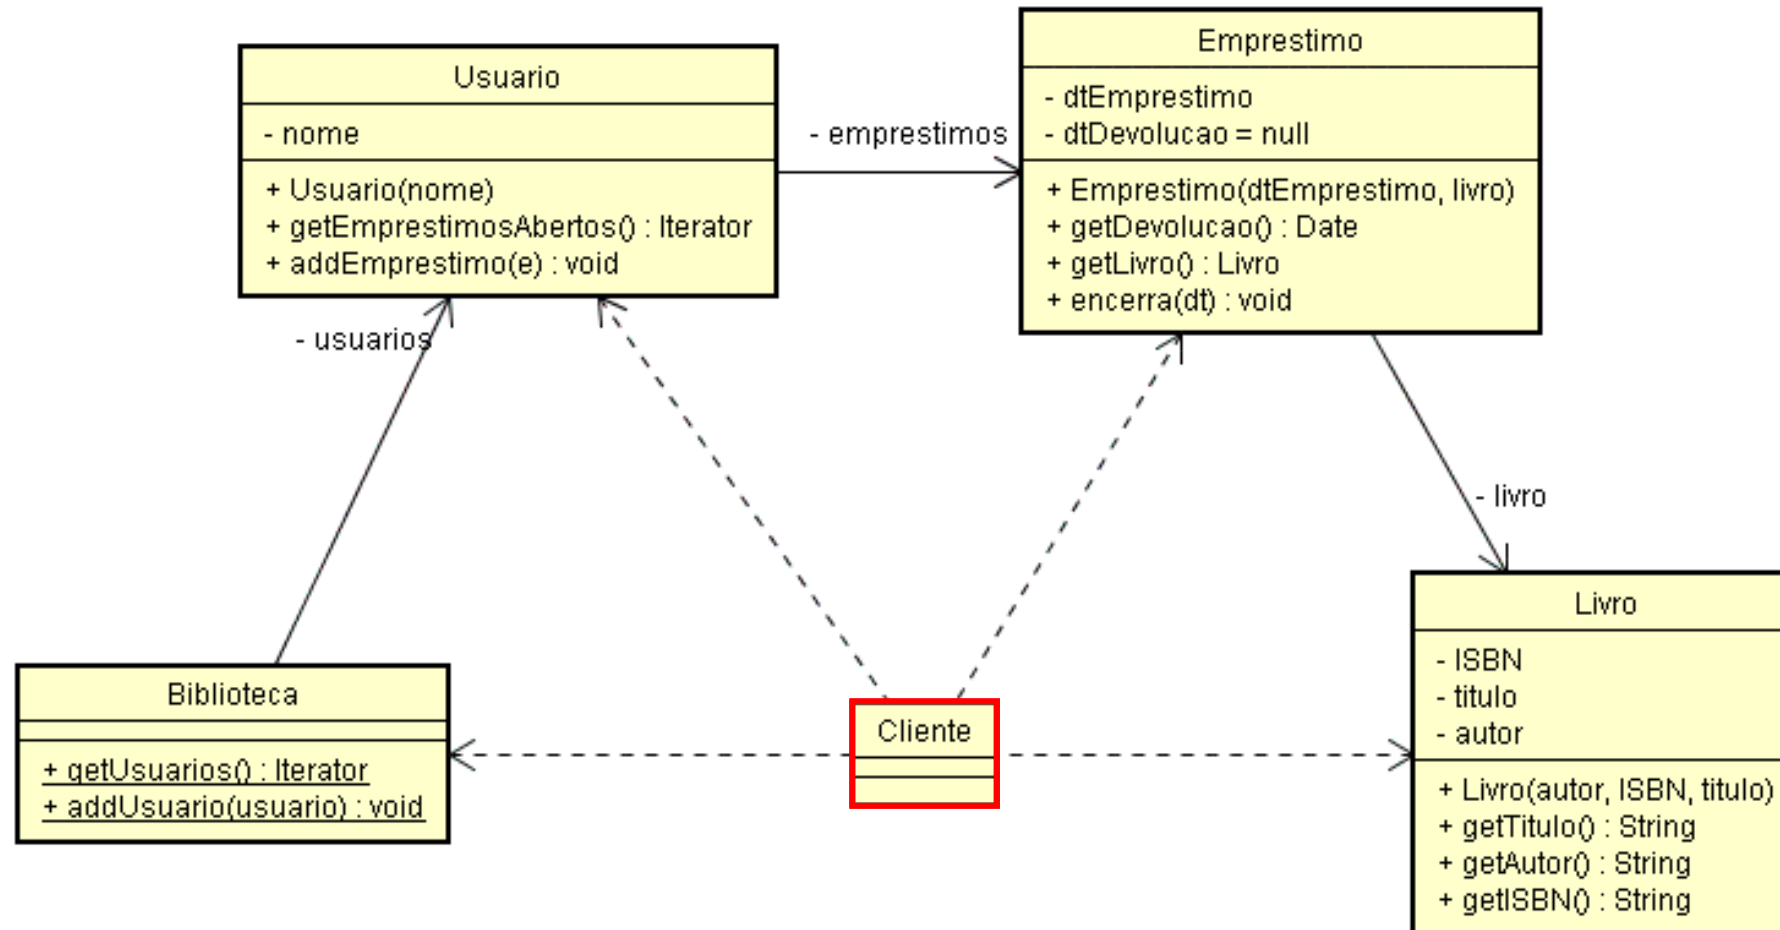 Usuario
- nome
+ Usuario(nome)
+ getEmprestimosAbertos() : Iterator
+ addEmprestimo(e) : void
- emprestimos
Emprestimo
- dtEmprestimo
- dtDevolucao = null
+ Emprestimo(dtEmprestimo, livro)
+ getDevolucao() : Date
+ getLivro() : Livro
+ encerra(dt) : void
- usuarios
- livro
Biblioteca
+ getUsuarios() : Iterator
+ addUsuario(usuario) : void
Cliente
Livro
- ISBN
- titulo
- autor
+ Livro(autor, ISBN, titulo)
+ getTitulo() : String
+ getAutor() : String
+ getISBN() : String